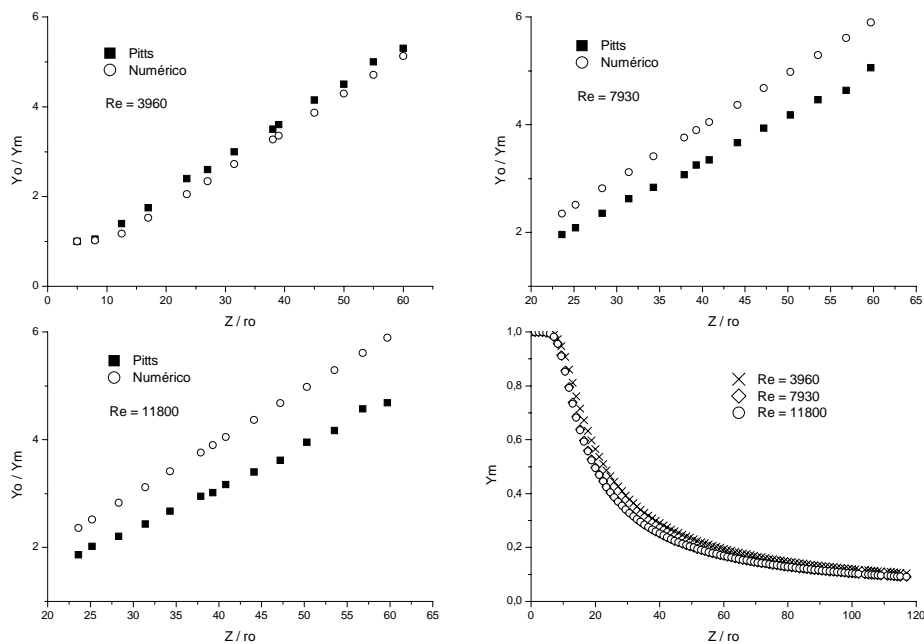 6
4
2
0
Yo / Ym
Pitts
Numérico
Re = 3960
0 10 20 30 40 50 60
Z / ro
6
4
2
Yo / Ym
Pitts
Numérico
Re = 7930
20 25 30 35 40 45 50 55 60 65
Z / ro
6
4
2
Yo / Ym
Pitts
Numérico
Re = 11800
20 25 30 35 40 45 50 55 60 65
Z / ro
1,0
0,8
0,6
0,4
0,2
0,0
Ym
Re = 3960
Re = 7930
Re = 11800
0 20 40 60 80 100 120
Z / ro